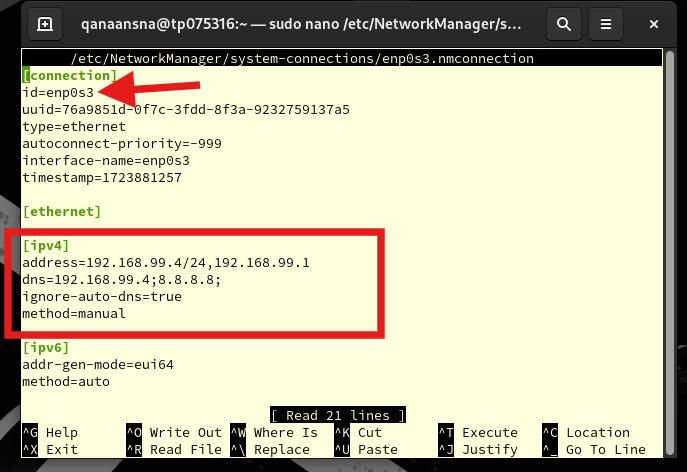 qanaansna@tp075316:~ — sudo nano /etc/NetworkManager/s...
/etc/NetworkManager/system-connections/enp0s3.nmconnection
[connection]
id=enp0s3
uuid=76a9851d-0f7c-3fdd-8f3a-9232759137a5
type=ethernet
autoconnect-priority=-999
interface-name=enp0s3
timestamp=1723881257
[ethernet]
[ipv4]
address=192.168.99.4/24,192.168.99.1
dns=192.168.99.4;8.8.8.8;
ignore-auto-dns=true
method=manual
[ipv6]
addr-gen-mode=eui64
method=auto
[ Read 21 lines ]
^G Help ^O Write Out ^W Where Is ^K Cut ^T Execute ^C Location
^X Exit ^R Read File ^\ Replace ^U Paste ^J Justify ^_ Go To Line